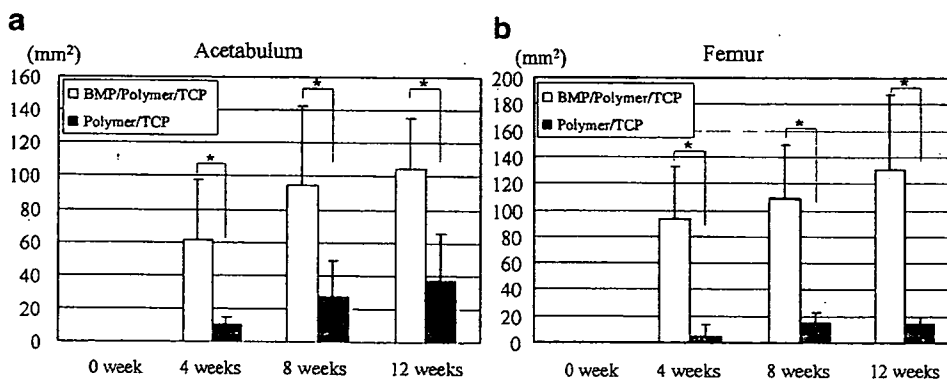 a
Acetabulum
(mm²)
160
140
120
100
80
60
40
20
0
BMP/Polymer/TCP
Polymer/TCP
*
*
*
0 week 4 weeks 8 weeks 12 weeks
b
Femur
(mm²)
200
180
160
140
120
100
80
60
40
20
0
BMP/Polymer/TCP
Polymer/TCP
*
*
*
0 week 4 weeks 8 weeks 12 weeks